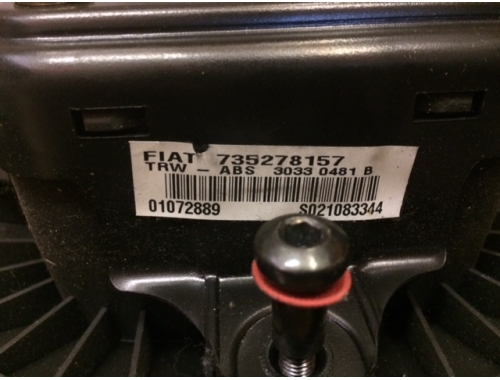 FIAT 735278157
TRW - ABS 3033 0481 B
01072889 S021083344